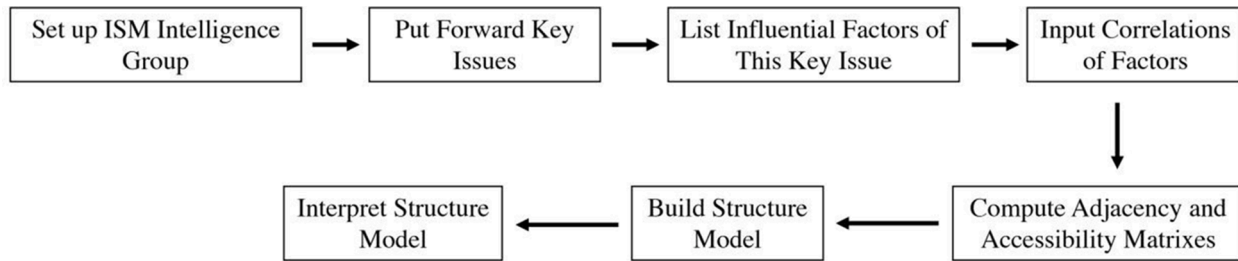 Set up ISM Intelligence
Group
Put Forward Key
Issues
List Influential Factors of
This Key Issue
Input Correlations
of Factors
Compute Adjacency and
Accessibility Matrixes
Build Structure
Model
Interpret Structure
Model